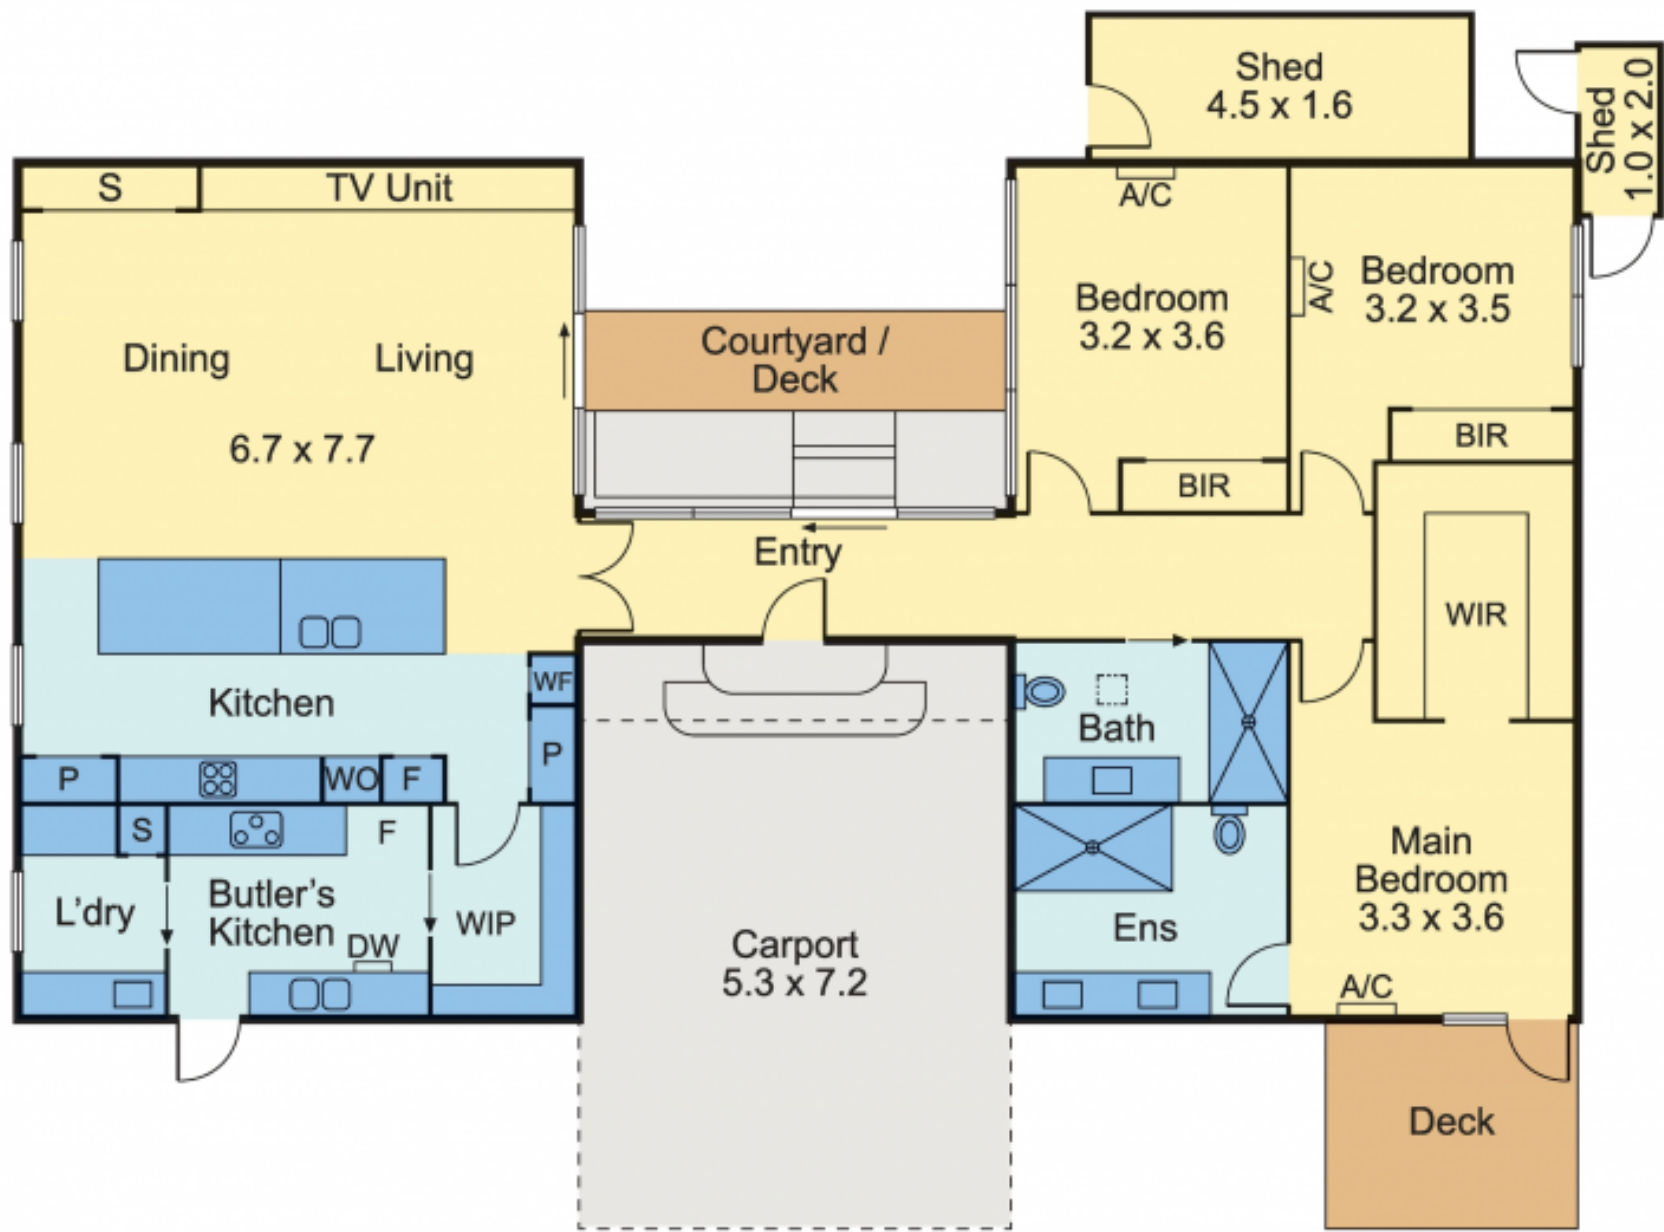 Shed
4.5 x 1.6
Shed
1.0 x 2.0
S
TV Unit
A/C
Bedroom
3.2 x 3.6
A/C
Bedroom
3.2 x 3.5
Courtyard /
Deck
Dining
Living
6.7 x 7.7
BIR
BIR
Entry
WIR
Kitchen
WF
P
Bath
P
WO
F
S
F
L'dry
Butler's
Kitchen
DW
WIP
Carport
5.3 x 7.2
Ens
Main
Bedroom
3.3 x 3.6
A/C
Deck